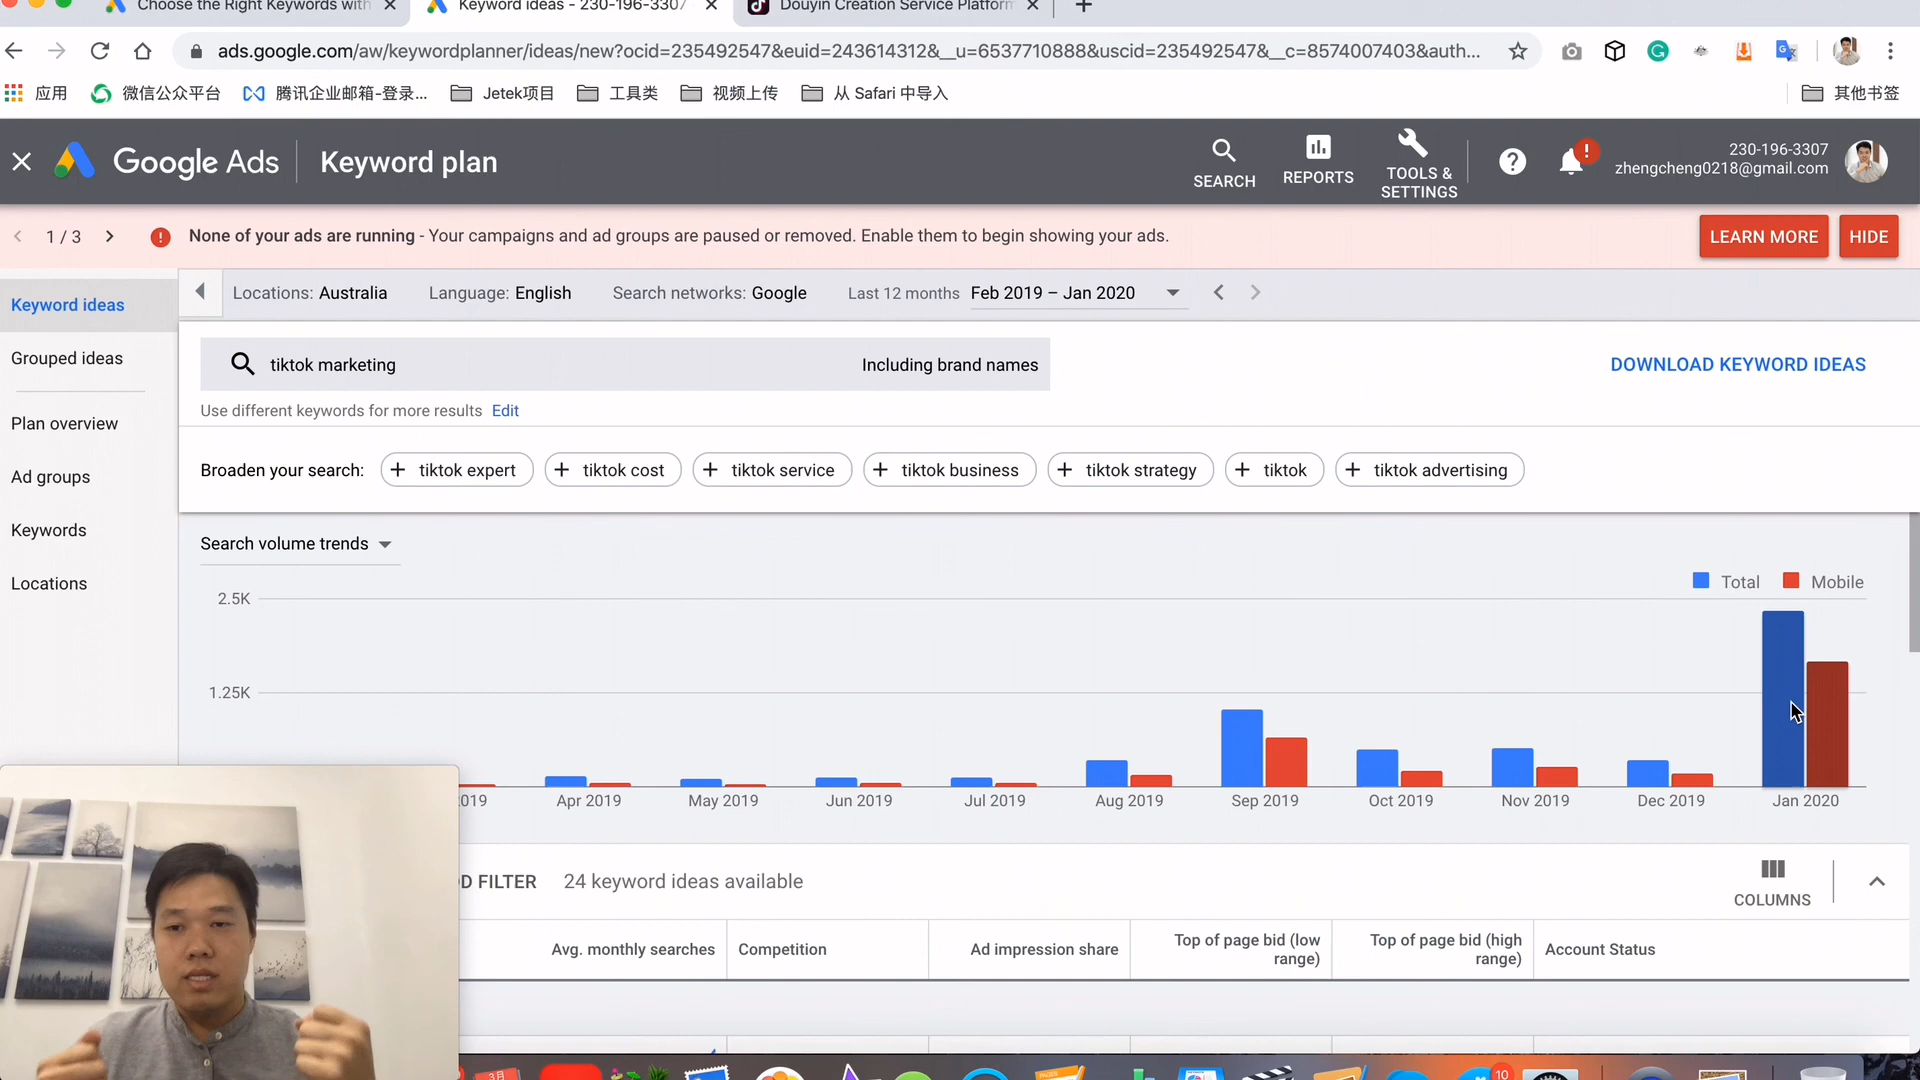 Choose the Right Keywords with
Keyword ideas - 230-196-3307
Douyin Creation Service Platform
ads.google.com/aw/keywordplanner/ideas/new?ocid=235492547&euid=243614312&__u=6537710888&uscid=235492547&__c=8574007403&auth...
应用
微信公众平台
腾讯企业邮箱-登录...
Jetek项目
工具类
视频上传
从 Safari 中导入
其他书签
Google Ads
Keyword plan
SEARCH
REPORTS
TOOLS &
SETTINGS
230-196-3307
zhengcheng0218@gmail.com
1 / 3
None of your ads are running - Your campaigns and ad groups are paused or removed. Enable them to begin showing your ads.
LEARN MORE
HIDE
Keyword ideas
Grouped ideas
Plan overview
Ad groups
Keywords
Locations
Locations: Australia
Language: English
Search networks: Google
Last 12 months
Feb 2019 – Jan 2020
tiktok marketing
Including brand names
DOWNLOAD KEYWORD IDEAS
Use different keywords for more results Edit
Broaden your search:
+ tiktok expert
+ tiktok cost
+ tiktok service
+ tiktok business
+ tiktok strategy
+ tiktok
+ tiktok advertising
Search volume trends
Total
Mobile
2.5K
1.25K
2019
Apr 2019
May 2019
Jun 2019
Jul 2019
Aug 2019
Sep 2019
Oct 2019
Nov 2019
Dec 2019
Jan 2020
FILTER
24 keyword ideas available
COLUMNS
Avg. monthly searches
Competition
Ad impression share
Top of page bid (low
range)
Top of page bid (high
range)
Account Status
3月
PAGES
10